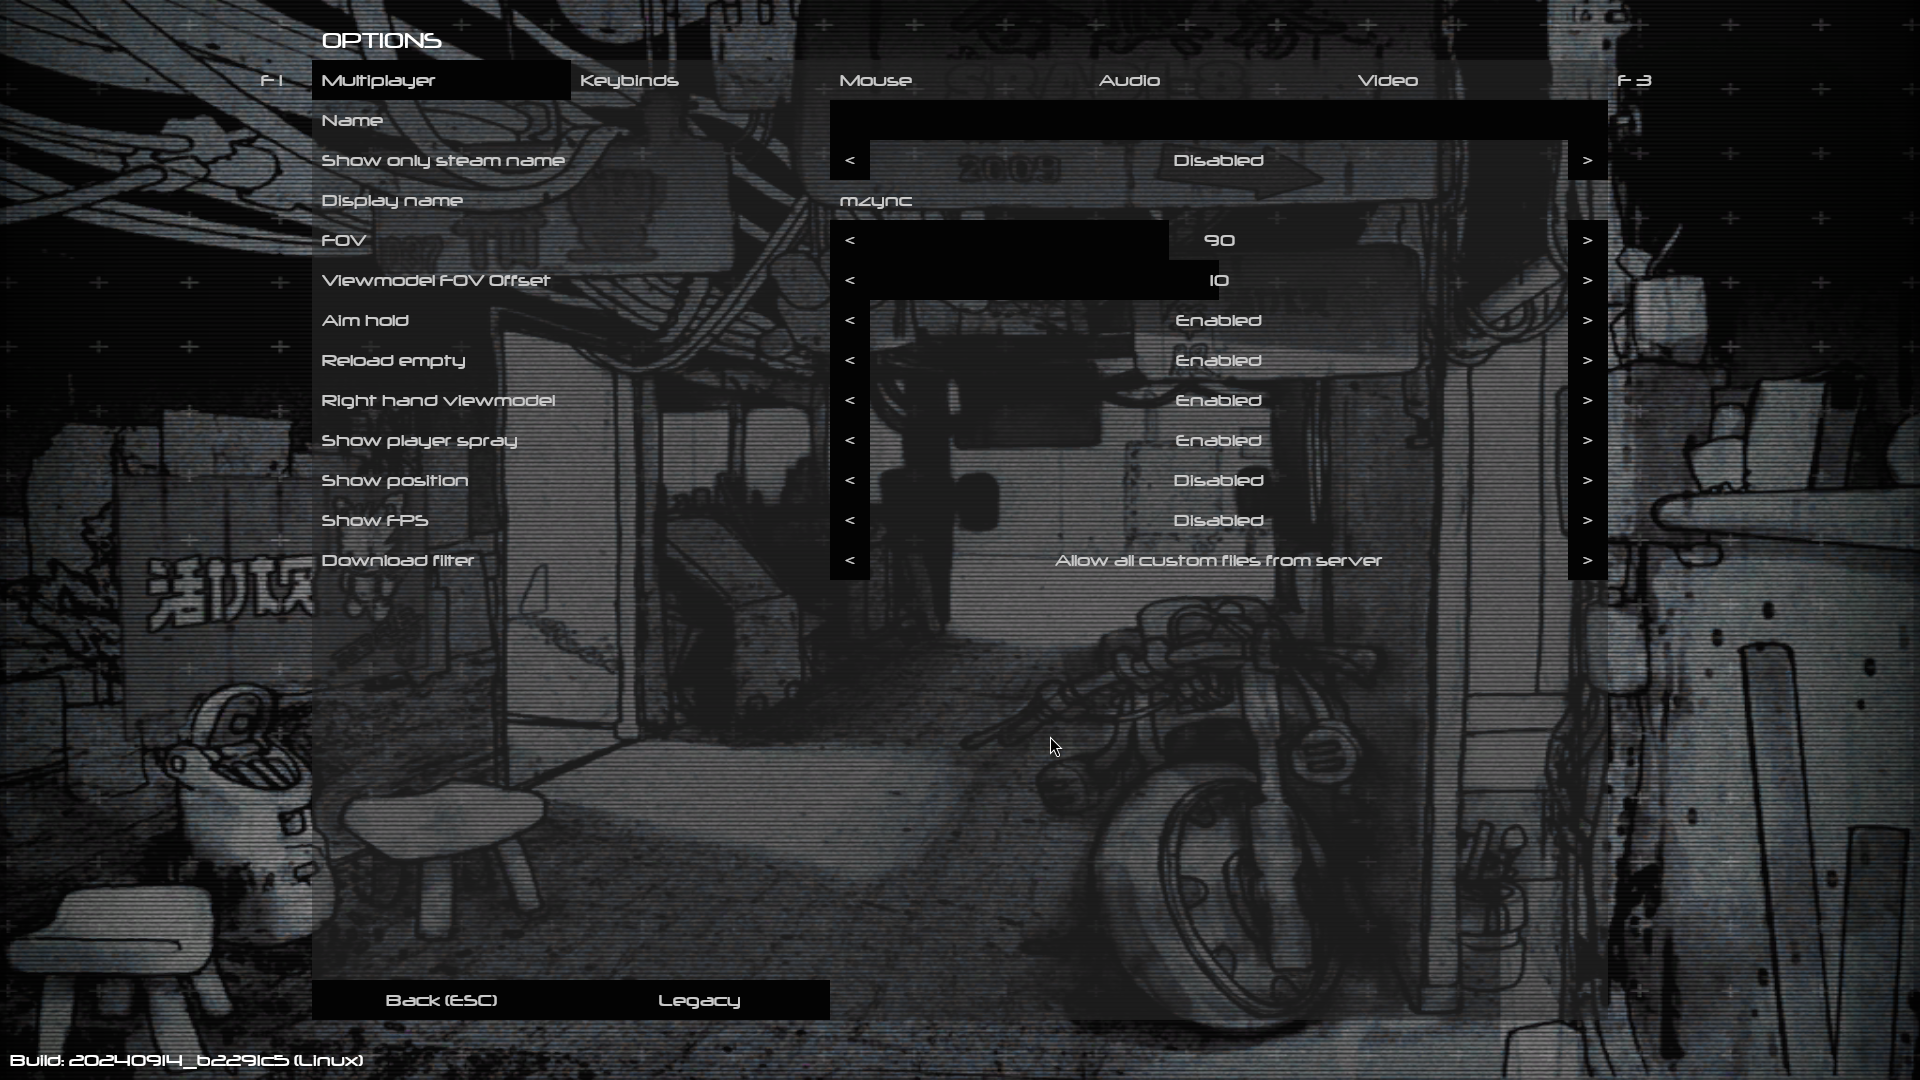 OPTIONS
F1 Multiplayer Keybinds Mouse Audio Video F3
Name
Show only steam name < Disabled >
Display name mzync
FOV < 90 >
Viewmodel FOV Offset < 10 >
Aim hold < Enabled >
Reload empty < Enabled >
Right hand viewmodel < Enabled >
Show player spray < Enabled >
Show position < Disabled >
Show FPS < Disabled >
Download filter < Allow all custom files from server >
Back (ESC) Legacy
Build: 20240914_b2291c5 (Linux)
2009